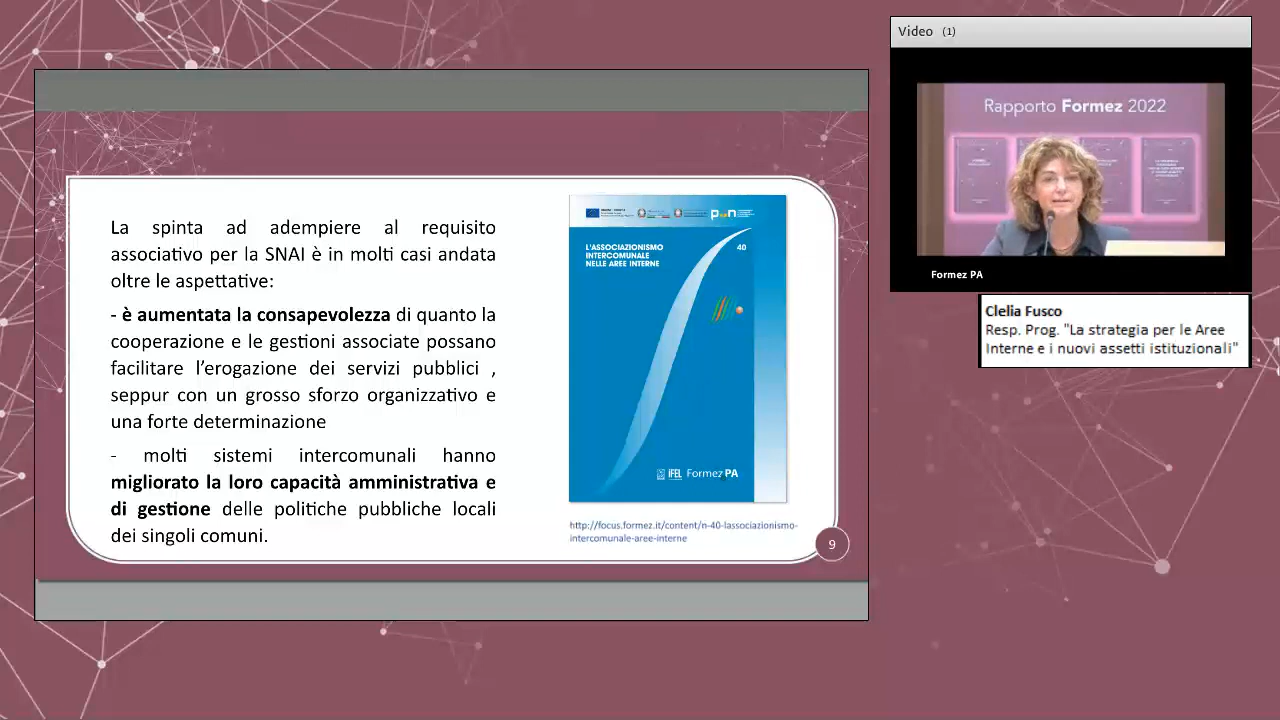 La spinta ad adempiere al requisito
associativo per la SNAI è in molti casi andata
oltre le aspettative:
- è aumentata la consapevolezza di quanto la
cooperazione e le gestioni associate possano
facilitare l'erogazione dei servizi pubblici ,
seppur con un grosso sforzo organizzativo e
una forte determinazione
- molti sistemi intercomunali hanno
migliorato la loro capacità amministrativa e
di gestione delle politiche pubbliche locali
dei singoli comuni.
pon
L'ASSOCIAZIONISMO
INTERCOMUNALE
NELLE AREE INTERNE
40
IFEL Formez PA
http://focus.formez.it/content/n-40-lassociazionismo-
intercomunale-aree-interne
9
Video (1)
Rapporto Formez 2022
Formez PA
Clelia Fusco
Resp. Prog. "La strategia per le Aree
Interne e i nuovi assetti istituzionali"